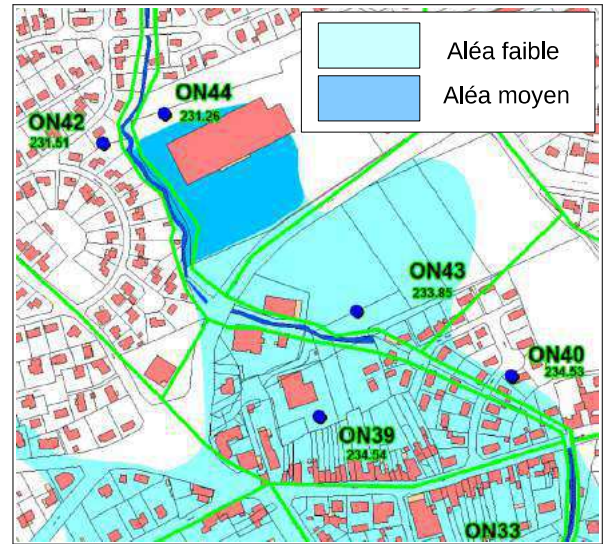 Aléa faible
Aléa moyen
ON44
231.26
ON42
231.51
ON43
233.85
ON40
234.53
ON39
234.54
ON33